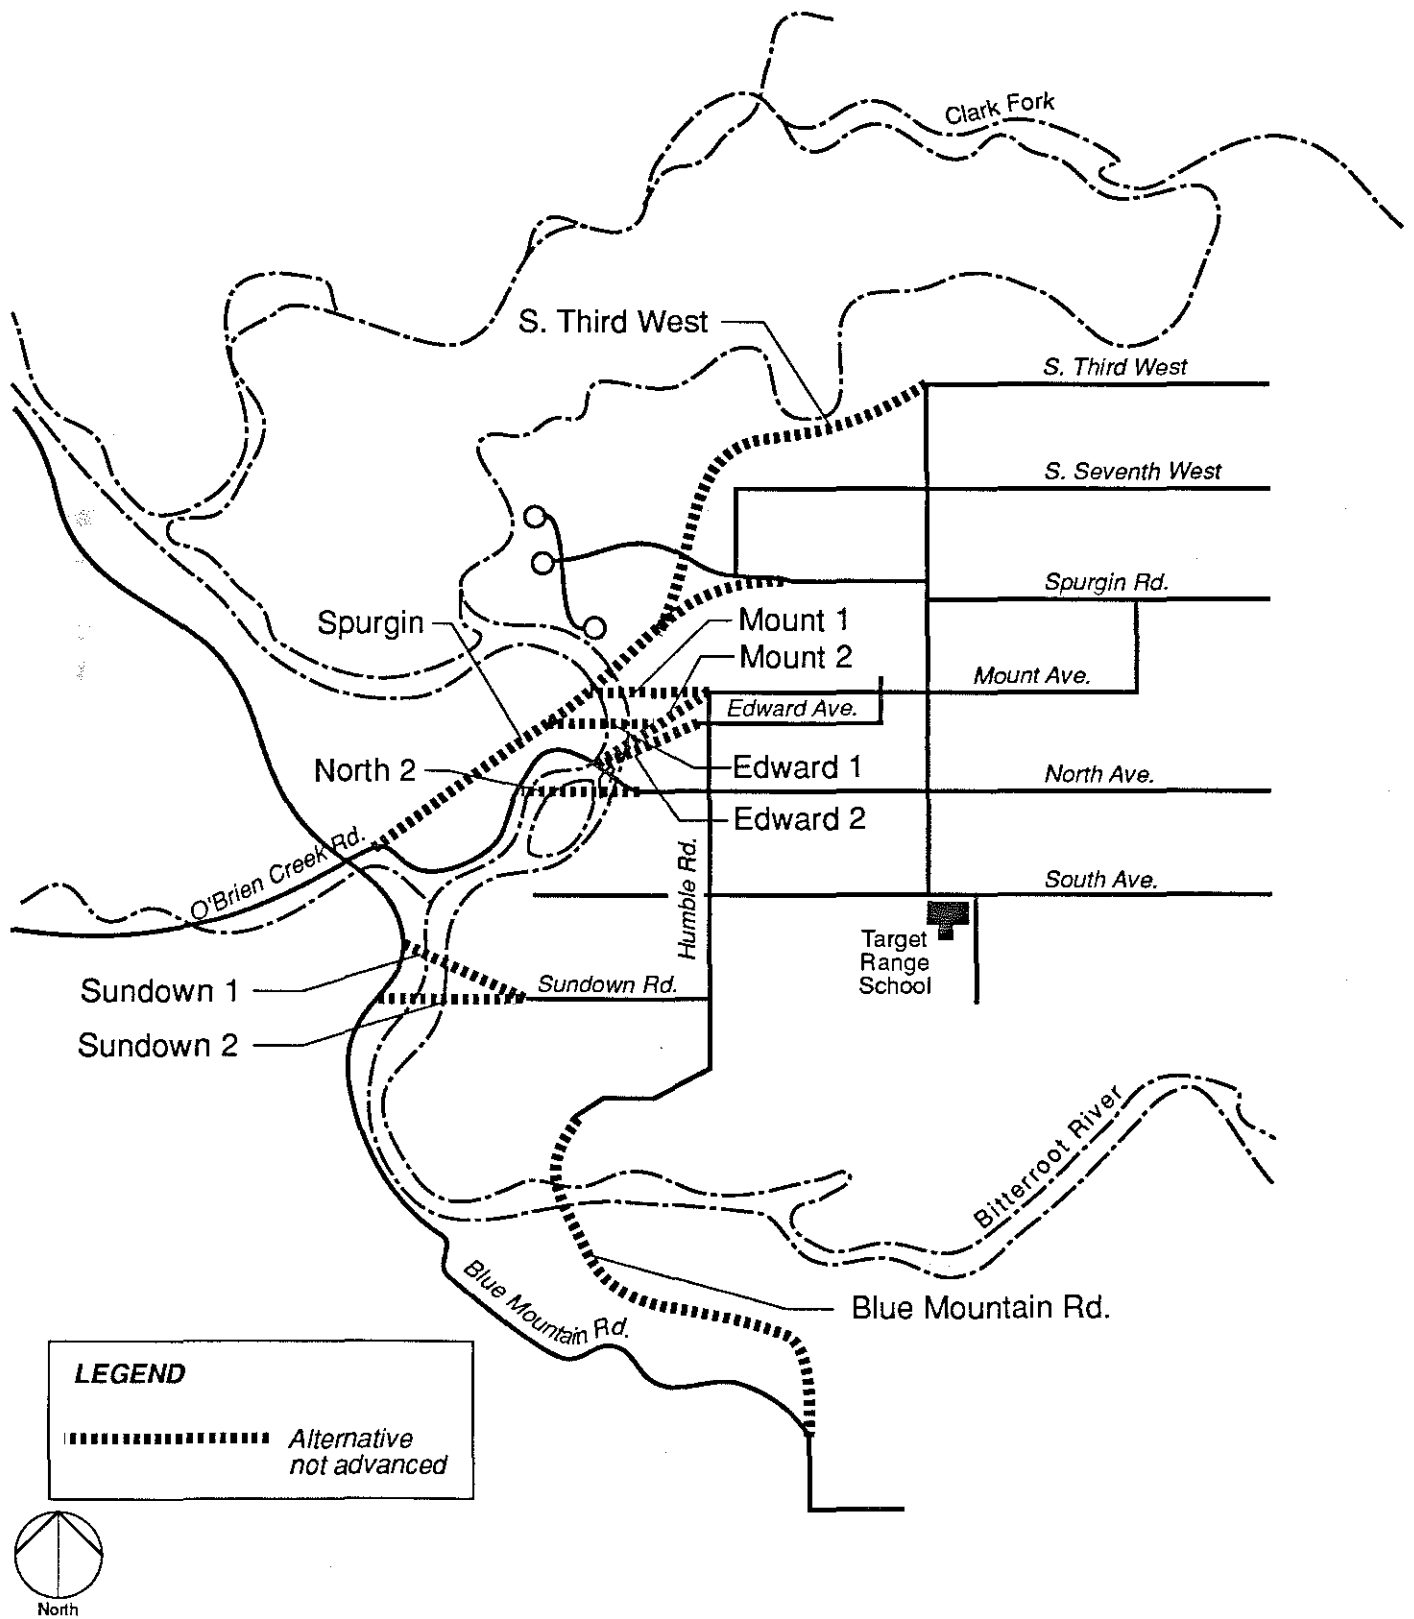 Clark Fork
S. Third West
S. Third West
S. Seventh West
Spurgin Rd.
Spurgin
Mount 1
Mount 2
Mount Ave.
Edward Ave.
North 2
Edward 1
North Ave.
Edward 2
O'Brien Creek Rd.
Humble Rd.
South Ave.
Target
Range
School
Sundown 1
Sundown Rd.
Sundown 2
Bitterroot River
Blue Mountain Rd.
Blue Mountain Rd.
LEGEND
Alternative
not advanced
North